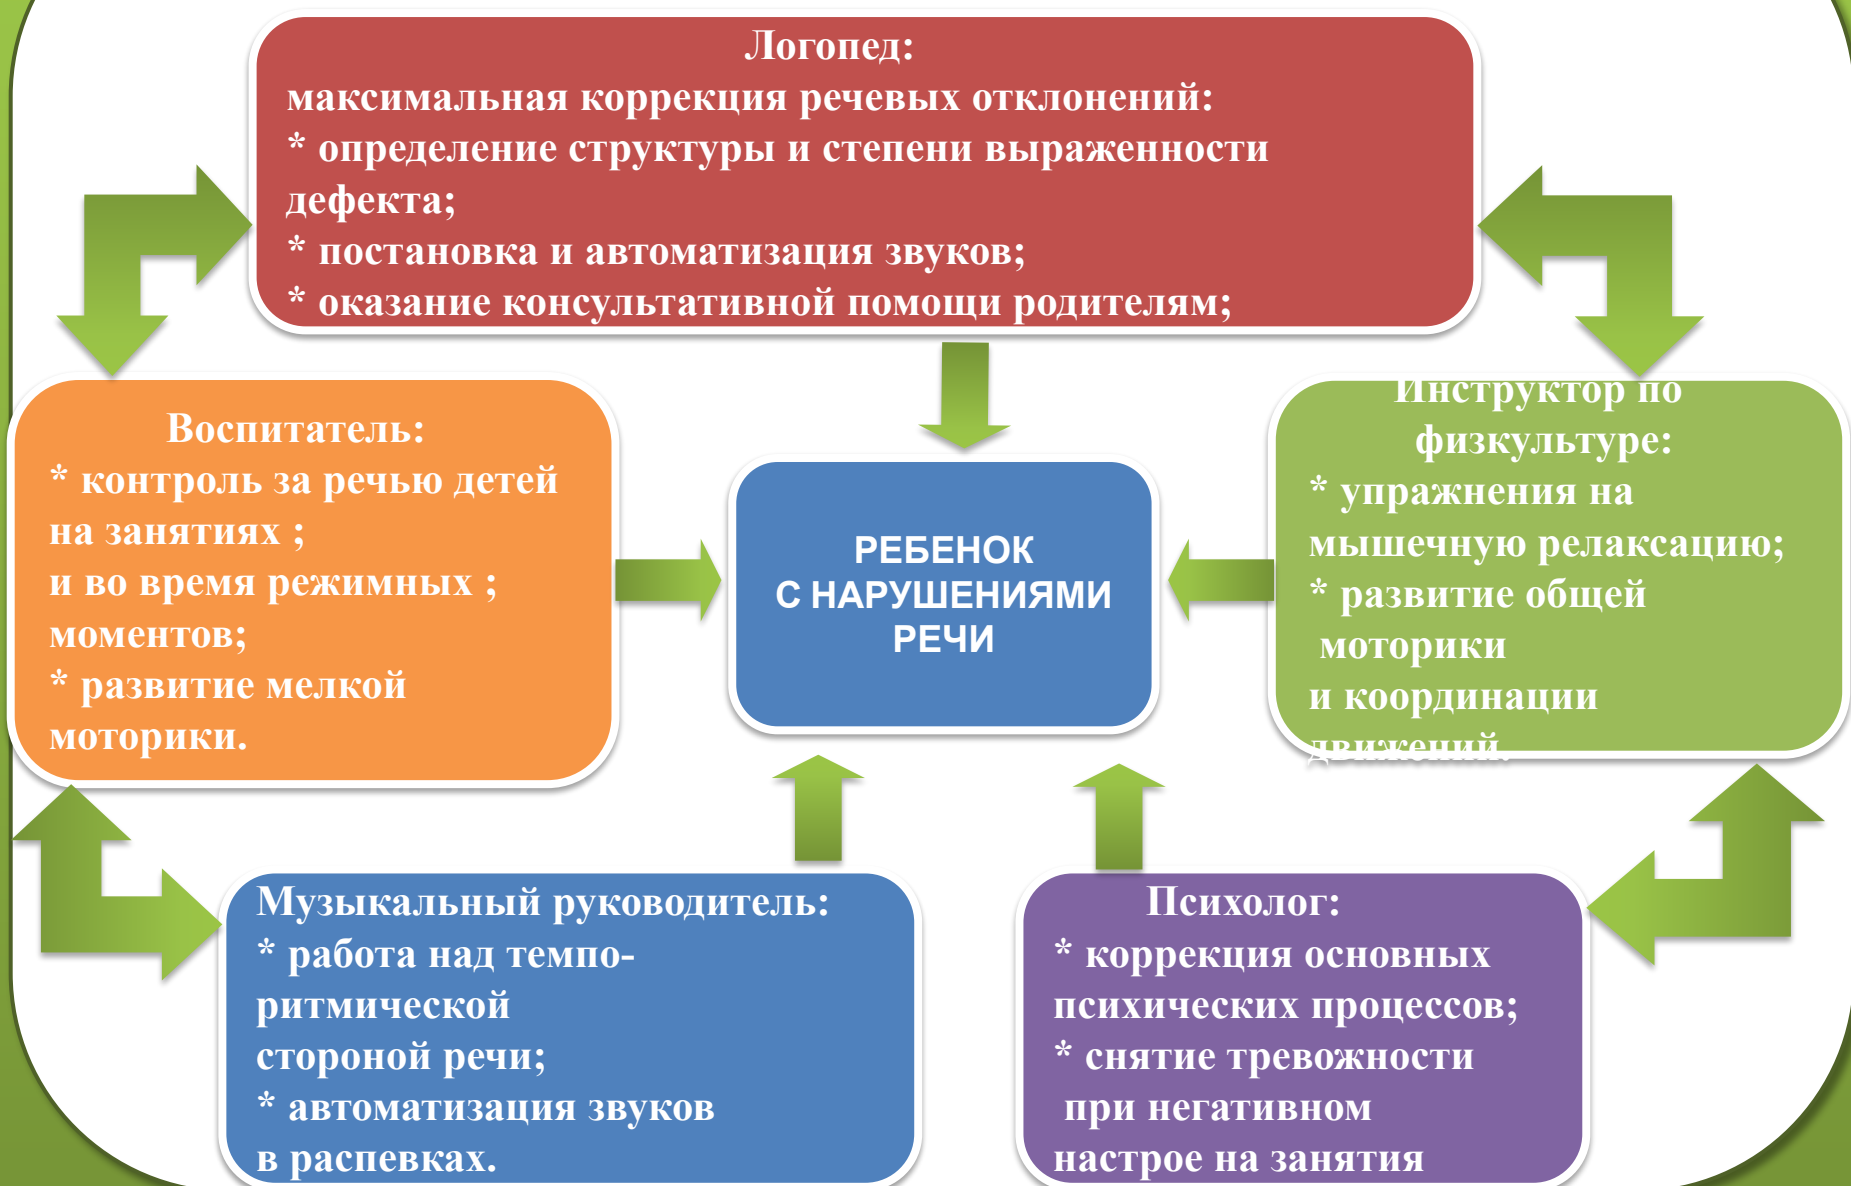 Логопед:
максимальная коррекция речевых отклонений:
* определение структуры и степени выраженности
дефекта;
* постановка и автоматизация звуков;
* оказание консультативной помощи родителям;
Воспитатель:
* контроль за речью детей
на занятиях ;
и во время режимных ;
моментов;
* развитие мелкой
моторики.
РЕБЕНОК
С НАРУШЕНИЯМИ
РЕЧИ
Инструктор по
физкультуре:
* упражнения на
мышечную релаксацию;
* развитие общей
моторики
и координации
движений.
Музыкальный руководитель:
* работа над темпо-
ритмической
стороной речи;
* автоматизация звуков
в распевках.
Психолог:
* коррекция основных
психических процессов;
* снятие тревожности
при негативном
настрое на занятия